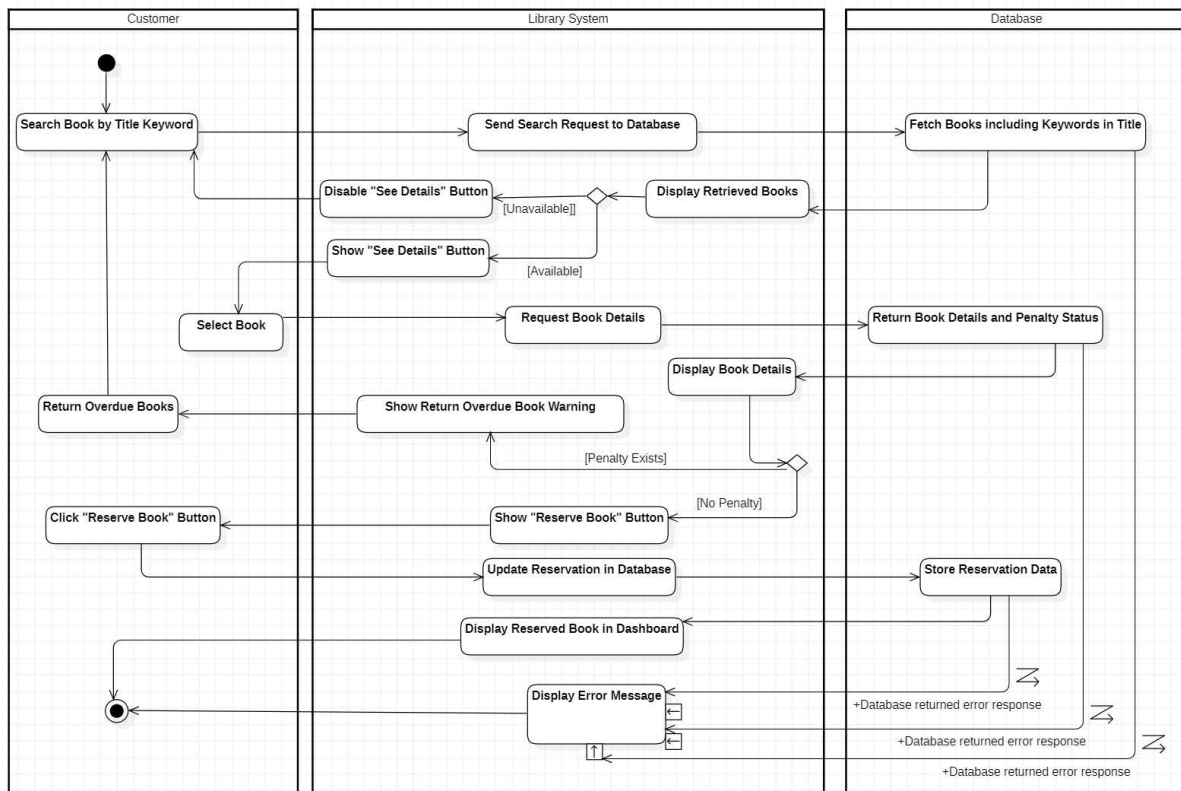 Customer
Library System
Database
Search Book by Title Keyword
Send Search Request to Database
Fetch Books including Keywords in Title
Disable "See Details" Button
Display Retrieved Books
[Unavailable]]
Show "See Details" Button
[Available]
Select Book
Request Book Details
Return Book Details and Penalty Status
Display Book Details
Return Overdue Books
Show Return Overdue Book Warning
[Penalty Exists]
[No Penalty]
Click "Reserve Book" Button
Show "Reserve Book" Button
Update Reservation in Database
Store Reservation Data
Display Reserved Book in Dashboard
Display Error Message
+Database returned error response
+Database returned error response
+Database returned error response